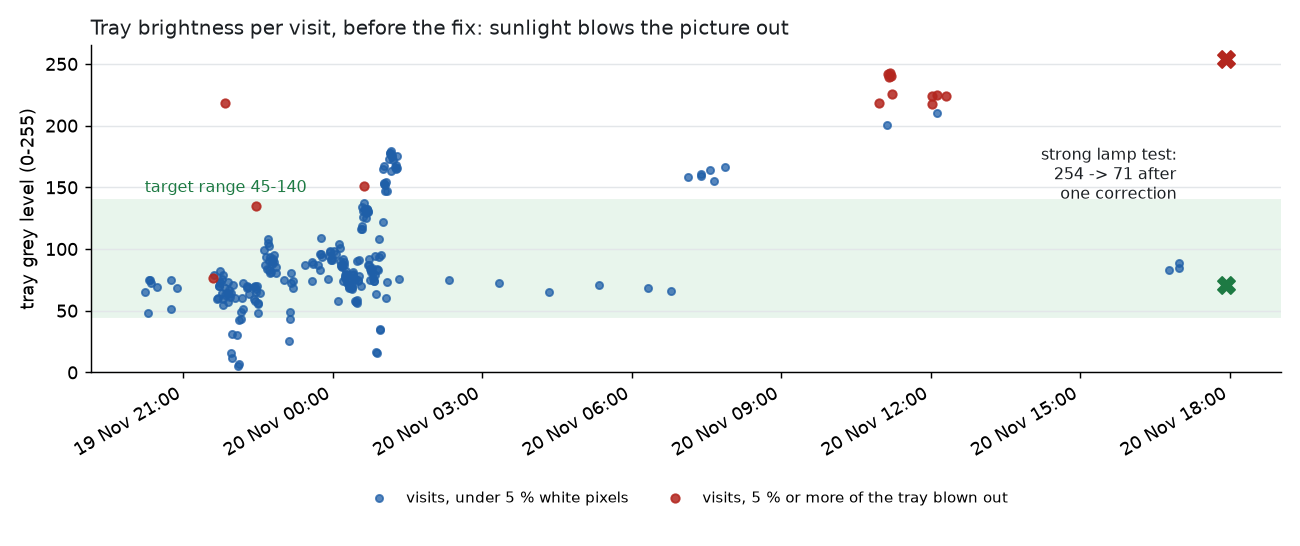 Tray brightness per visit, before the fix: sunlight blows the picture out
tray grey level (0-255)
250
200
150
100
50
0
target range 45-140
strong lamp test:
254 -> 71 after
one correction
19 Nov 21:00
20 Nov 00:00
20 Nov 03:00
20 Nov 06:00
20 Nov 09:00
20 Nov 12:00
20 Nov 15:00
20 Nov 18:00
visits, under 5 % white pixels
visits, 5 % or more of the tray blown out